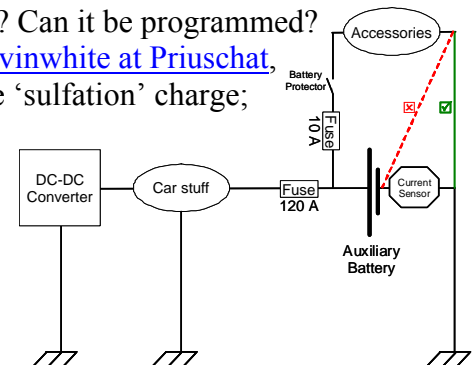 ? Can it be programmed?
vinwhite at Priuschat,
e ‘sulfation’ charge;
Accessories
Battery
Protector
Fuse
10 A
DC-DC
Converter
Car stuff
Fuse
120 A
Current
Sensor
Auxiliary
Battery